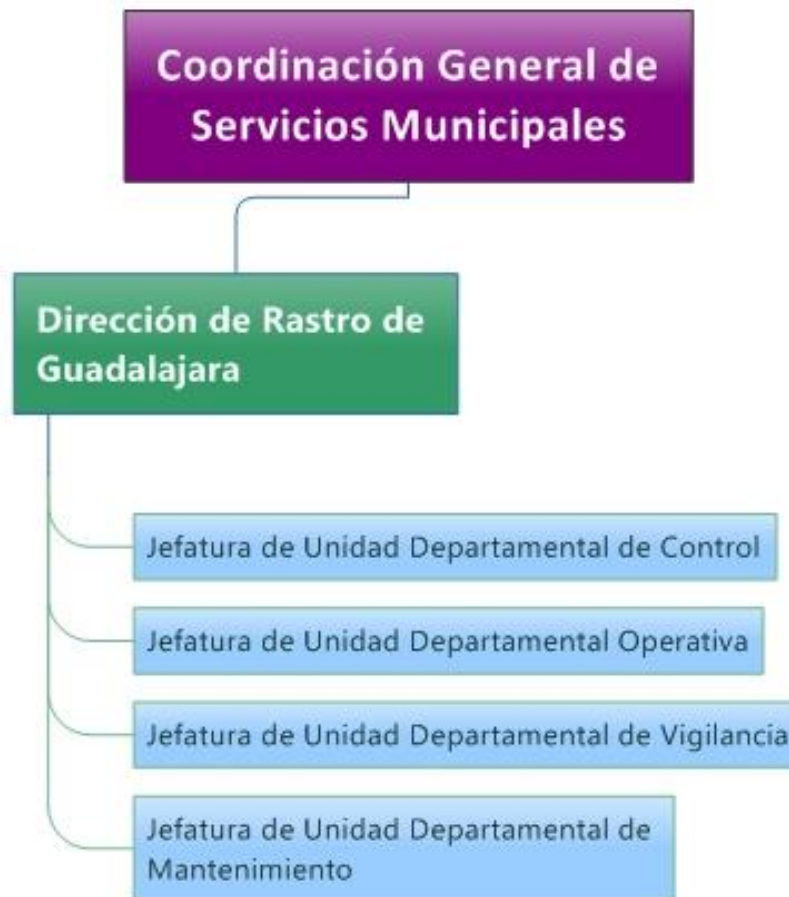 Coordinación General de
Servicios Municipales
Dirección de Rastro de
Guadalajara
Jefatura de Unidad Departamental de Control
Jefatura de Unidad Departamental Operativa
Jefatura de Unidad Departamental de Vigilancia
Jefatura de Unidad Departamental de
Mantenimiento